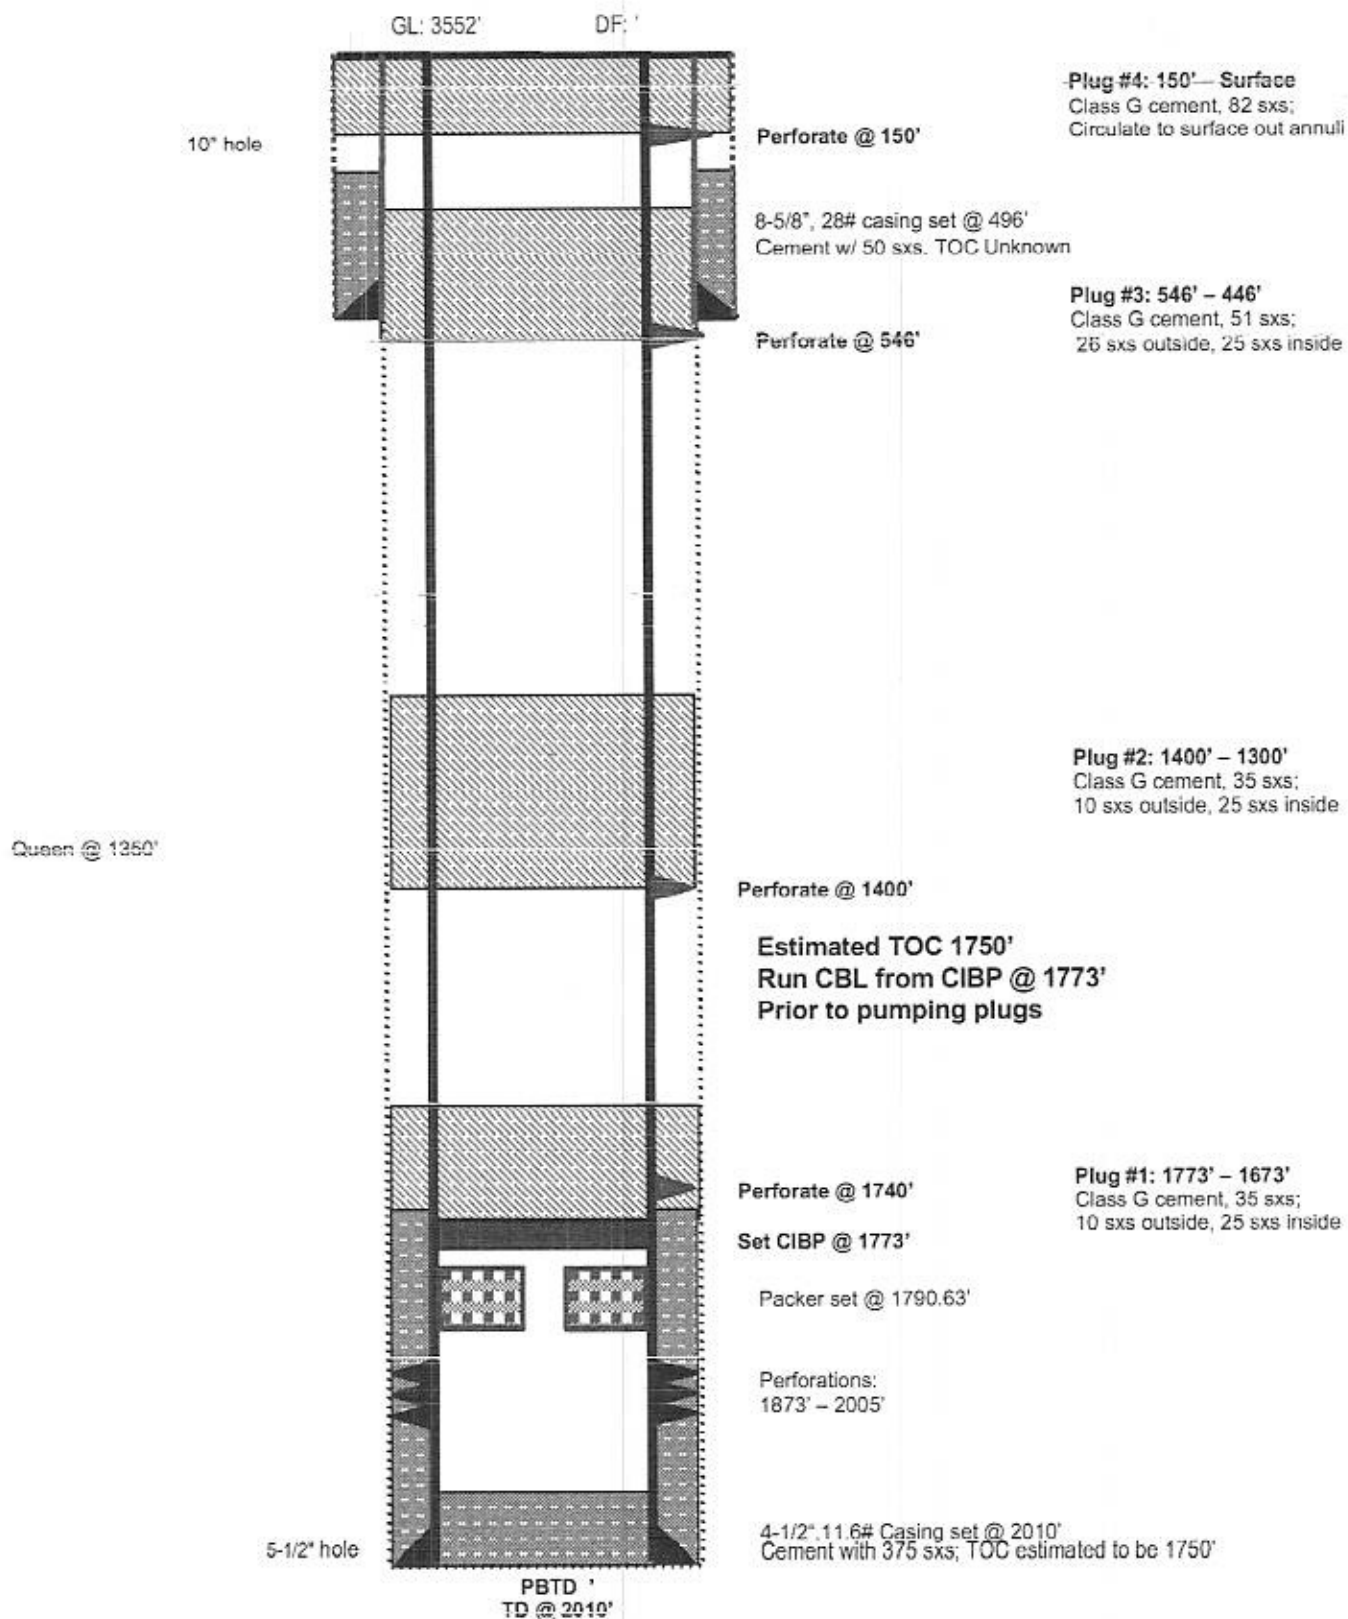 GL: 3552' DF: '
Plug #4: 150' – Surface
Class G cement, 82 sxs;
Circulate to surface out annuli
10" hole
Perforate @ 150'
8-5/8", 28# casing set @ 496'
Cement w/ 50 sxs. TOC Unknown
Plug #3: 546' – 446'
Class G cement, 51 sxs;
26 sxs outside, 25 sxs inside
Perforate @ 546'
Plug #2: 1400' – 1300'
Class G cement, 35 sxs;
10 sxs outside, 25 sxs inside
Queen @ 1350'
Perforate @ 1400'
Estimated TOC 1750'
Run CBL from CIBP @ 1773'
Prior to pumping plugs
Plug #1: 1773' – 1673'
Class G cement, 35 sxs;
10 sxs outside, 25 sxs inside
Perforate @ 1740'
Set CIBP @ 1773'
Packer set @ 1790.63'
Perforations:
1873' – 2005'
4-1/2", 11.6# Casing set @ 2010'
Cement with 375 sxs; TOC estimated to be 1750'
5-1/2" hole
PBTD '
TD @ 2010'